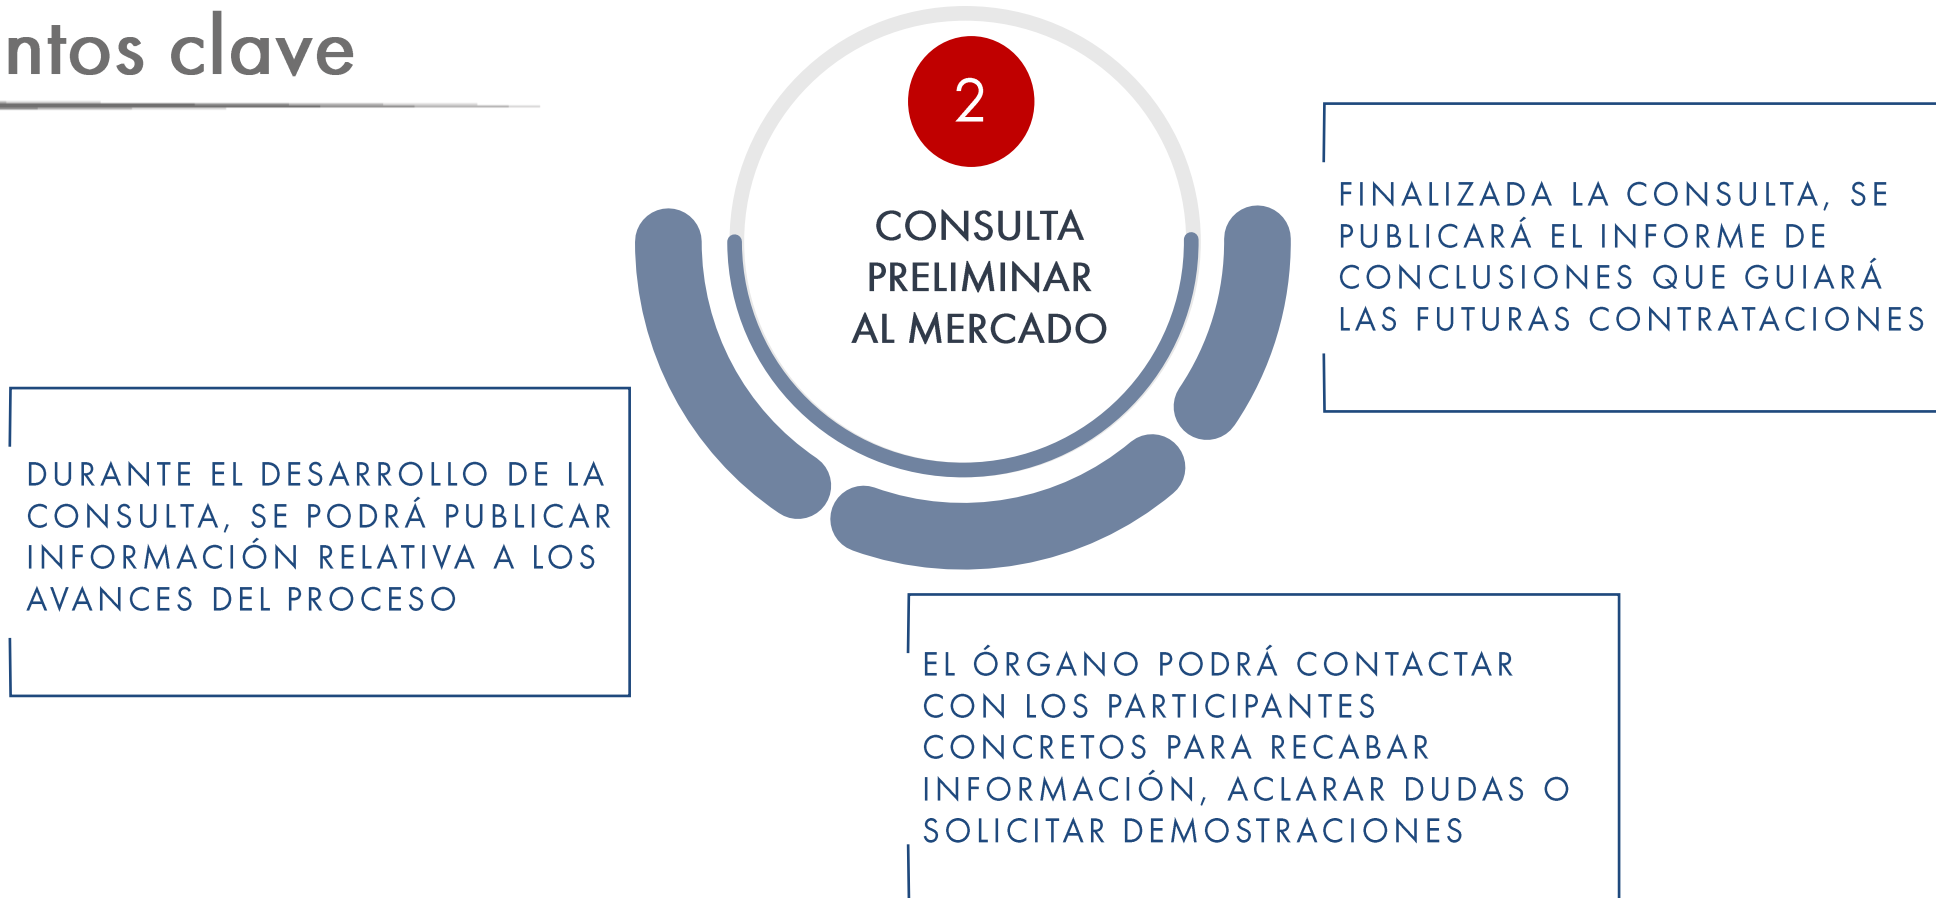 ntos clave
2
CONSULTA
PRELIMINAR
AL MERCADO
DURANTE EL DESARROLLO DE LA
CONSULTA, SE PODRÁ PUBLICAR
INFORMACIÓN RELATIVA A LOS
AVANCES DEL PROCESO
EL ÓRGANO PODRÁ CONTACTAR
CON LOS PARTICIPANTES
CONCRETOS PARA RECABAR
INFORMACIÓN, ACLARAR DUDAS O
SOLICITAR DEMOSTRACIONES
FINALIZADA LA CONSULTA, SE
PUBLICARÁ EL INFORME DE
CONCLUSIONES QUE GUIARÁ
LAS FUTURAS CONTRATACIONES